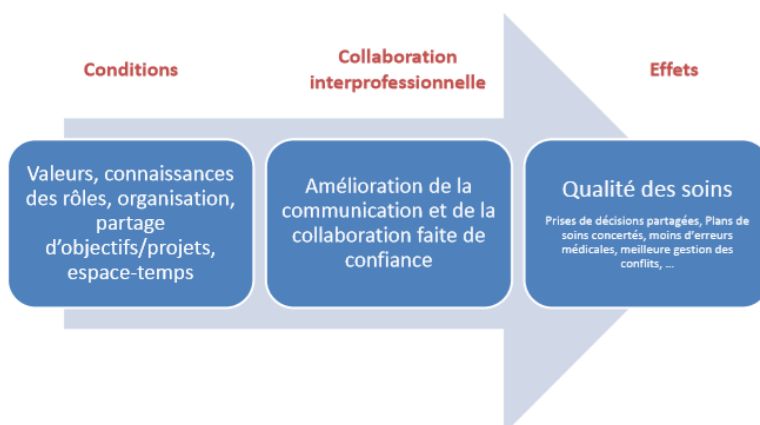 Conditions
Collaboration
interprofessionnelle
Effets
Valeurs, connaissances
des rôles, organisation,
partage
d’objectifs/projets,
espace-temps
Amélioration de la
communication et de la
collaboration faite de
confiance
Qualité des soins
Prises de décisions partagées, Plans de
soins concertés, moins d’erreurs
médicales, meilleure gestion des
conflits, ...